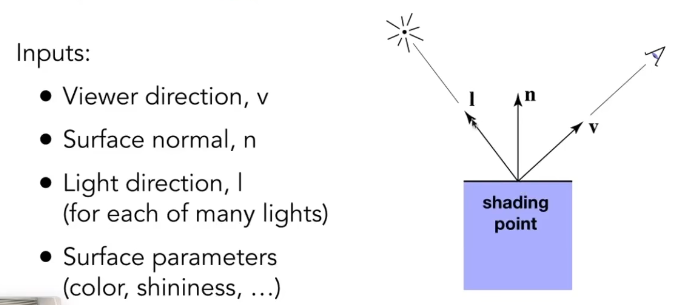 Inputs:
• Viewer direction, v
• Surface normal, n
• Light direction, l
(for each of many lights)
• Surface parameters
(color, shininess, ...)
l
n
v
shading
point